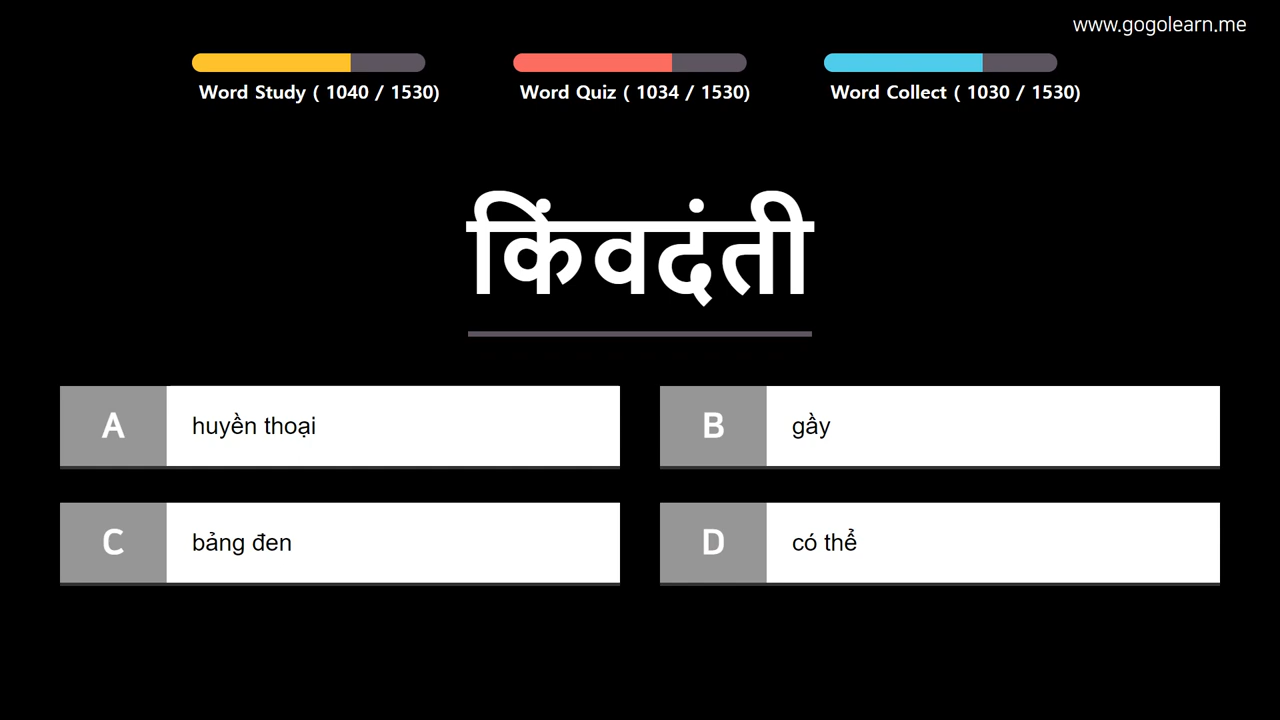 www.gogolearn.me
Word Study ( 1040 / 1530)
Word Quiz ( 1034 / 1530)
Word Collect ( 1030 / 1530)
किंवदंती
A huyền thoại
B gầy
C bảng đen
D có thể